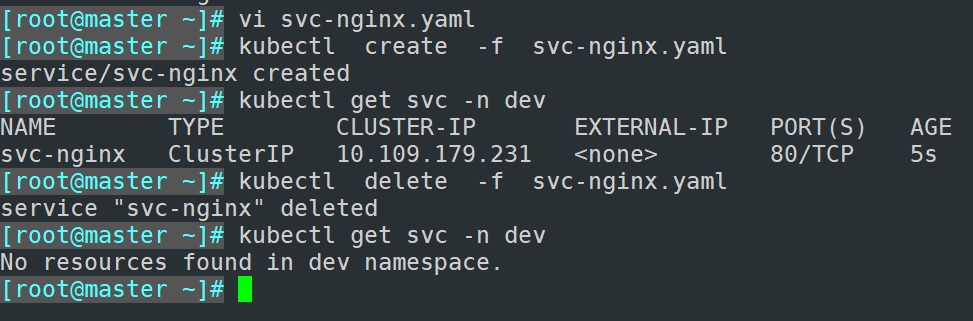 [root@master ~]# vi svc-nginx.yaml
[root@master ~]# kubectl  create  -f  svc-nginx.yaml
service/svc-nginx created
[root@master ~]# kubectl get svc -n dev
NAME        TYPE        CLUSTER-IP       EXTERNAL-IP   PORT(S)   AGE
svc-nginx   ClusterIP   10.109.179.231   <none>        80/TCP    5s
[root@master ~]# kubectl  delete  -f  svc-nginx.yaml
service "svc-nginx" deleted
[root@master ~]# kubectl get svc -n dev
No resources found in dev namespace.
[root@master ~]#